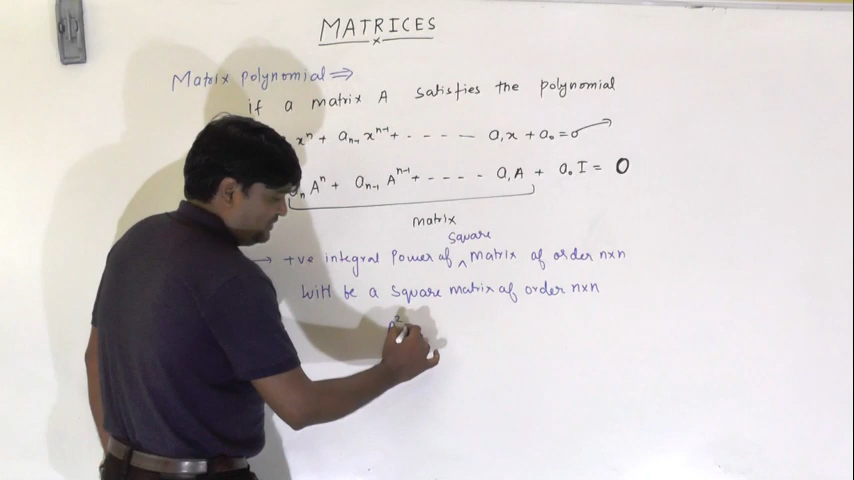 MATRICES
Matrix polynomial ⇒
if a matrix A satisfies the polynomial
xⁿ + aₙ₋₁ xⁿ⁻¹ + - - - - — a₁x + a₀ = 0
aₙ Aⁿ + aₙ₋₁ Aⁿ⁻¹ + - - - - a₁A + a₀ I = 0
matrix
square
→ +ve integral power of ‸ matrix of order n×n
will be a square matrix of order n×n
A²